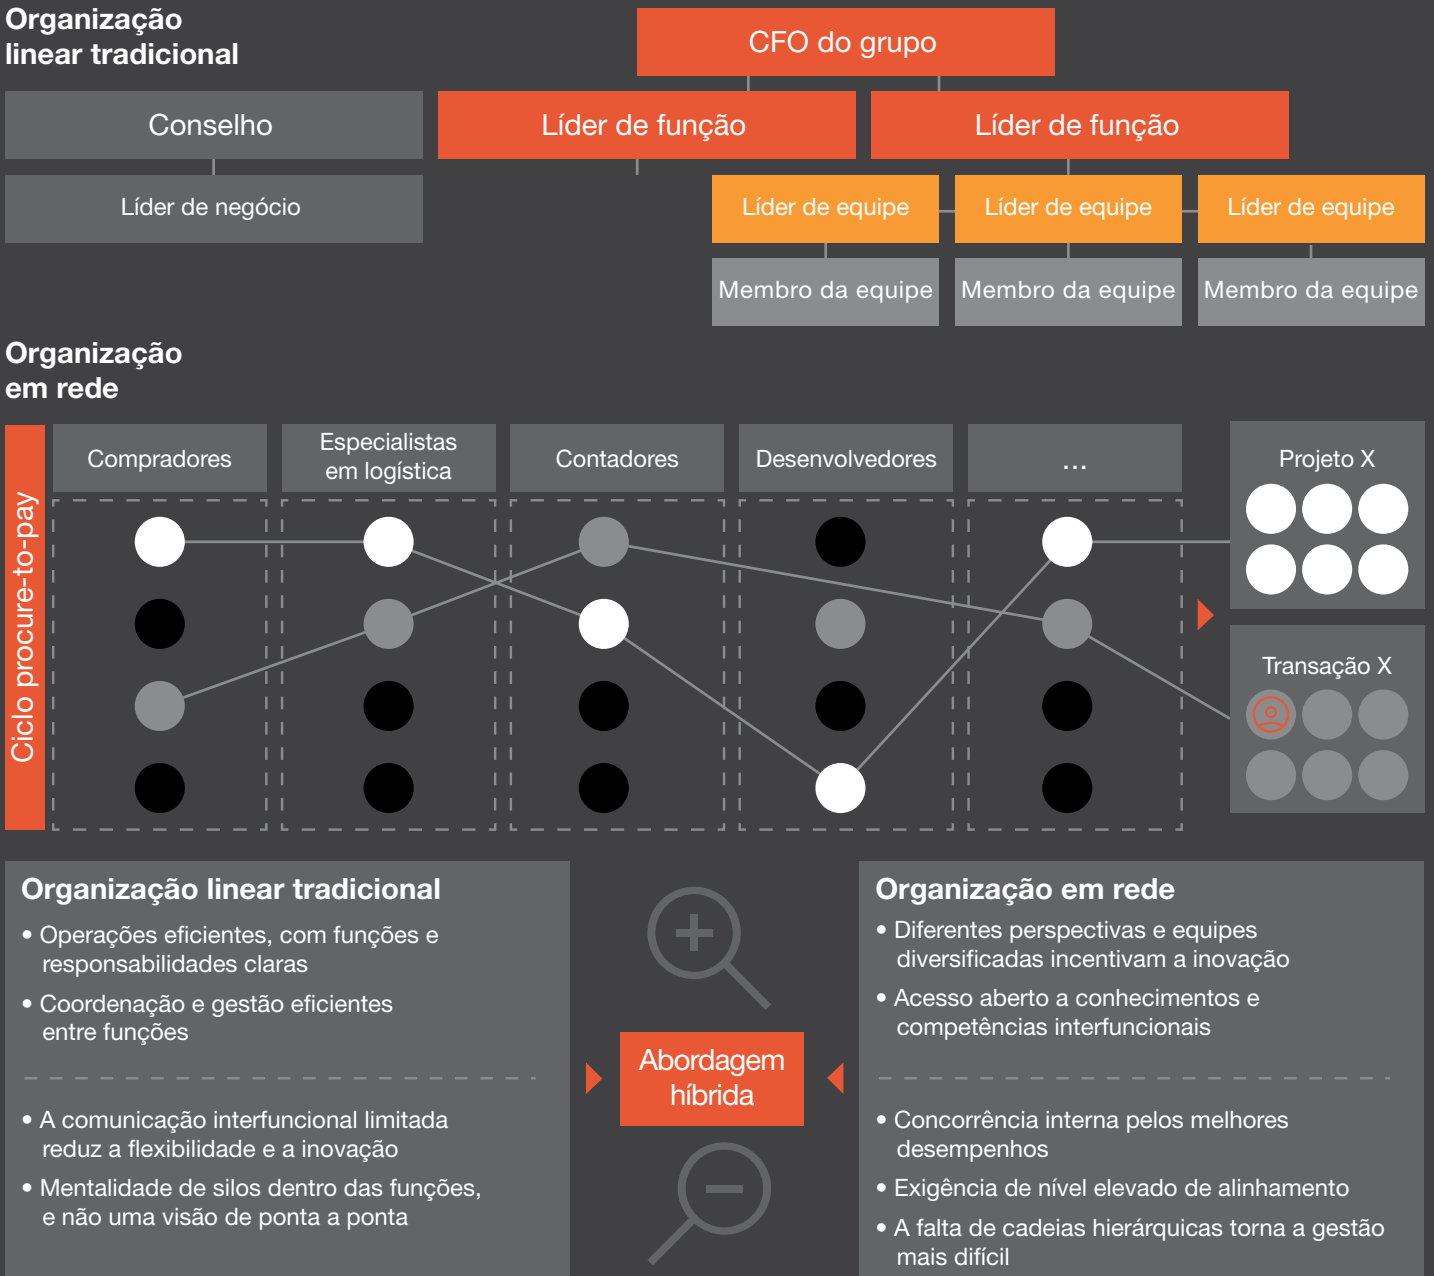 Organização
linear tradicional
CFO do grupo
Conselho
Líder de função
Líder de função
Líder de negócio
Líder de equipe
Líder de equipe
Líder de equipe
Membro da equipe
Membro da equipe
Membro da equipe
Organização
em rede
Ciclo procure-to-pay
Compradores
Especialistas
em logística
Contadores
Desenvolvedores
...
Projeto X
Transação X
Organização linear tradicional
• Operações eficientes, com funções e
responsabilidades claras
• Coordenação e gestão eficientes
entre funções
• A comunicação interfuncional limitada
reduz a flexibilidade e a inovação
• Mentalidade de silos dentro das funções,
e não uma visão de ponta a ponta
Abordagem
híbrida
Organização em rede
• Diferentes perspectivas e equipes
diversificadas incentivam a inovação
• Acesso aberto a conhecimentos e
competências interfuncionais
• Concorrência interna pelos melhores
desempenhos
• Exigência de nível elevado de alinhamento
• A falta de cadeias hierárquicas torna a gestão
mais difícil